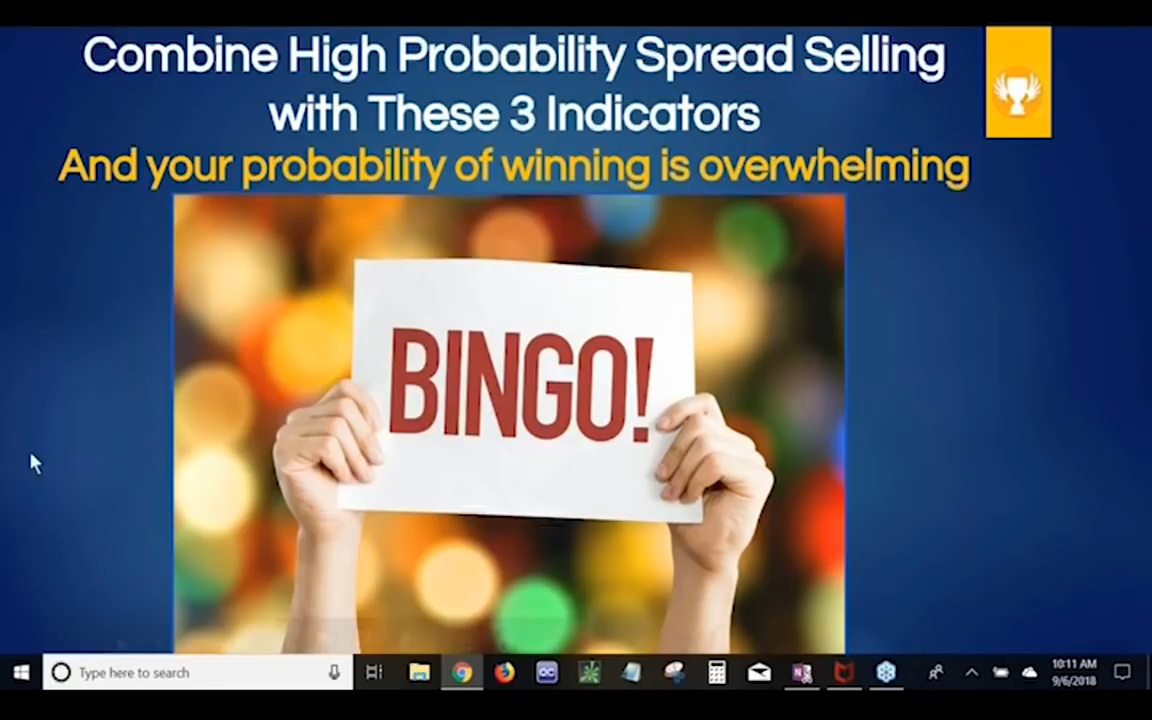 Combine High Probability Spread Selling
with These 3 Indicators
And your probability of winning is overwhelming
BINGO!
Type here to search
10:11 AM
9/6/2018